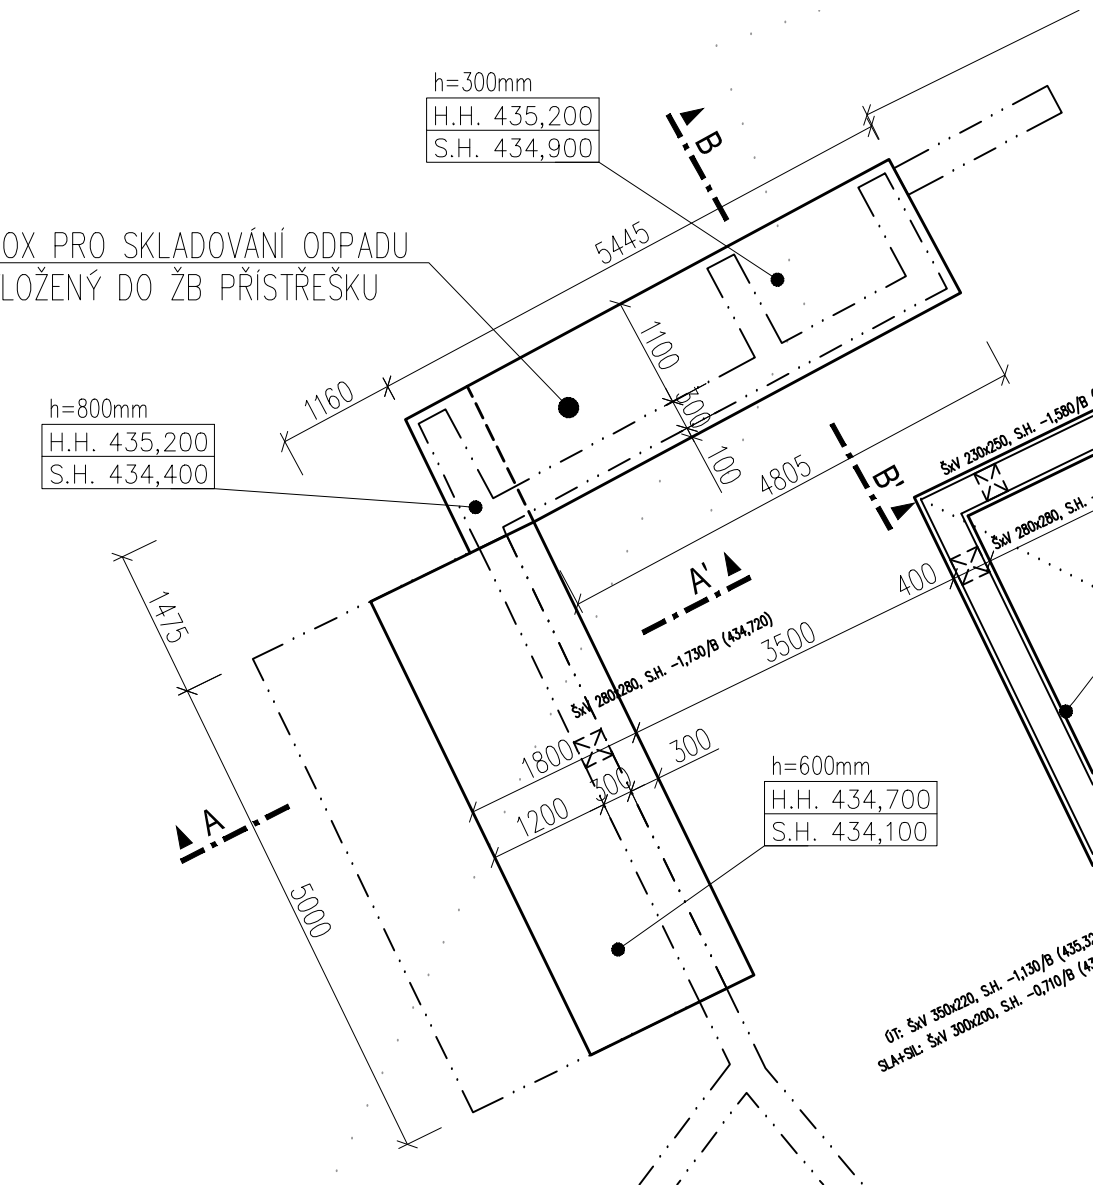 h=300mm
H.H. 435,200
S.H. 434,900
B
5445
OX PRO SKLADOVÁNÍ ODPADU
LOŽENÝ DO ŽB PŘÍSTŘEŠKU
1100
300
100
1160
h=800mm
H.H. 435,200
S.H. 434,400
4805
B'
ŠxV 230x250, S.H. -1,580/B
ŠxV 280x280, S.H.
400
A'
1475
ŠxV 280x280, S.H. -1,730/B (434,720)
3500
1800
300
300
1200
h=600mm
H.H. 434,700
S.H. 434,100
A
5000
ÚT: ŠxV 350x220, S.H. -1,130/B
SLA+SIL: ŠxV 300x200, S.H. -0,710/B